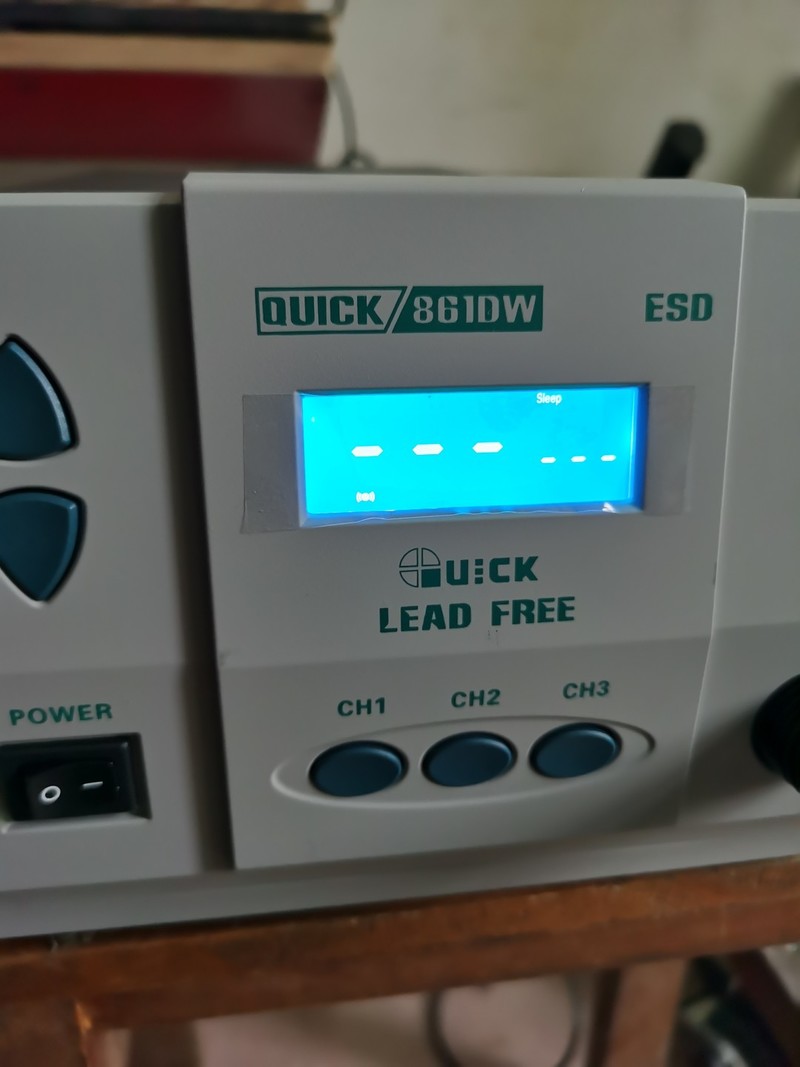 QUICK 861DW
ESD
Sleep
--- ---
QUICK
LEAD FREE
CH1 CH2 CH3
POWER
O —